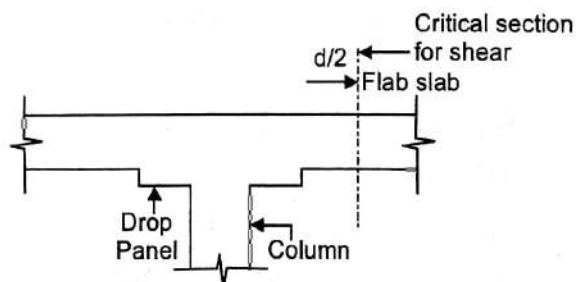 Critical section
for shear
d/2
Flab slab
Drop
Panel
Column